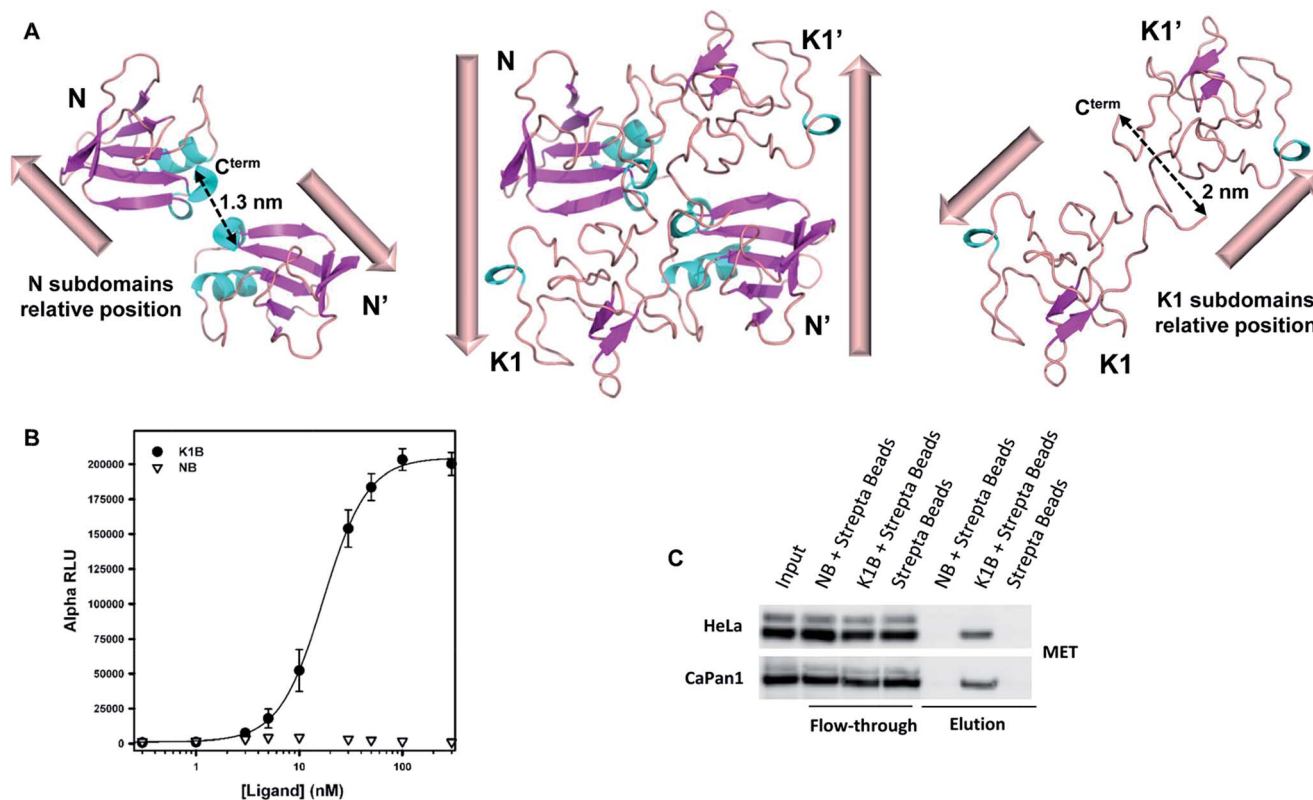 A
N
C^term
1.3 nm
N subdomains
relative position
N'
N
K1'
K1
N'
K1'
C^term
2 nm
K1
K1 subdomains
relative position
B
K1B
NB
200000
175000
150000
125000
100000
75000
50000
25000
0
Alpha RLU
1
10
100
[Ligand] (nM)
C
Input
NB + Strepta Beads
K1B + Strepta Beads
Strepta Beads
NB + Strepta Beads
K1B + Strepta Beads
Strepta Beads
HeLa
CaPan1
MET
Flow-through
Elution